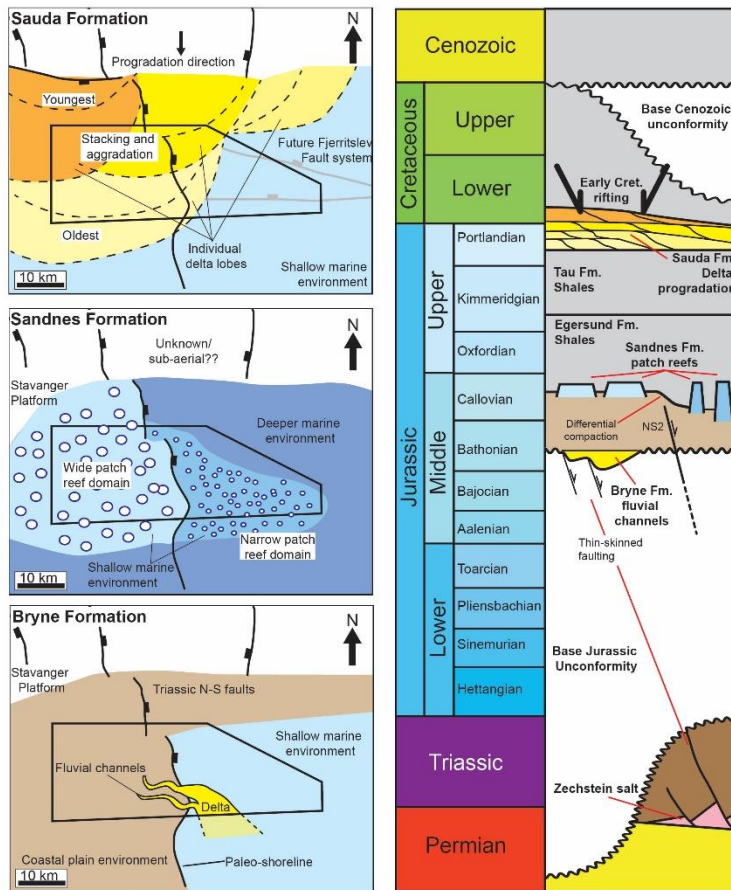 Sauda Formation
N
Progradation direction
Youngest
Stacking and
aggradation
Future Fjerritslev
Fault system
Oldest
Individual
delta lobes
Shallow marine
environment
10 km
Sandnes Formation
N
Unknown/
sub-aerial??
Stavanger
Platform
Deeper marine
environment
Wide patch
reef domain
Narrow patch
reef domain
Shallow marine
environment
10 km
Bryne Formation
N
Stavanger
Platform
Triassic N-S faults
Shallow marine
environment
Fluvial channels
Delta
Coastal plain environment
Paleo-shoreline
10 km
Cenozoic
Cretaceous
Upper
Lower
Jurassic
Upper
Portlandian
Kimmeridgian
Oxfordian
Middle
Callovian
Bathonian
Bajocian
Aalenian
Lower
Toarcian
Pliensbachian
Sinemurian
Hettangian
Triassic
Permian
Base Cenozoic
unconformity
Early Cret.
rifting
Sauda Fm.
Delta
progradation
Tau Fm.
Shales
Egersund Fm.
Shales
Sandnes Fm.
patch reefs
Differential
compaction
NS2
Bryne Fm.
fluvial
channels
Thin-skinned
faulting
Base Jurassic
Unconformity
Zechstein salt